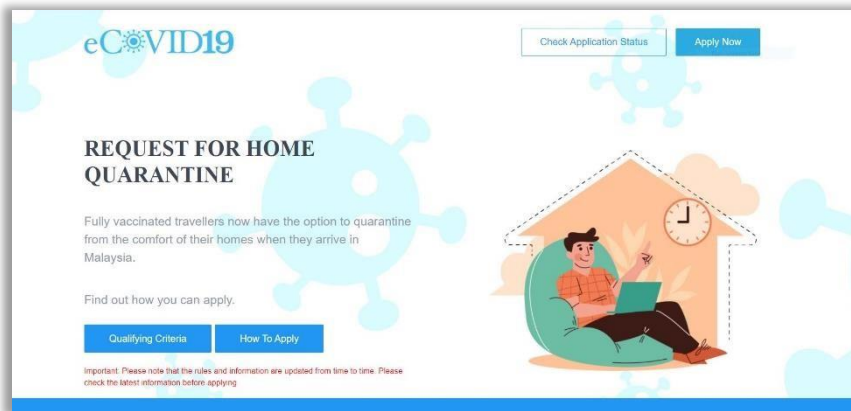 eCOVID19
Check Application Status
Apply Now
REQUEST FOR HOME
QUARANTINE
Fully vaccinated travellers now have the option to quarantine
from the comfort of their homes when they arrive in
Malaysia.
Find out how you can apply.
Qualifying Criteria
How To Apply
Important: Please note that the rules and information are updated from time to time. Please
check the latest information before applying